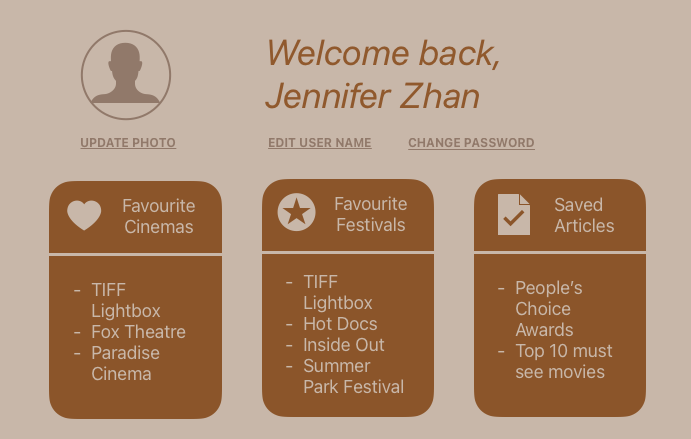 Welcome back,
Jennifer Zhan
UPDATE PHOTO
EDIT USER NAME
CHANGE PASSWORD
Favourite
Cinemas
- TIFF
Lightbox
- Fox Theatre
- Paradise
Cinema
Favourite
Festivals
- TIFF
Lightbox
- Hot Docs
- Inside Out
- Summer
Park Festival
Saved
Articles
- People’s
Choice
Awards
- Top 10 must
see movies